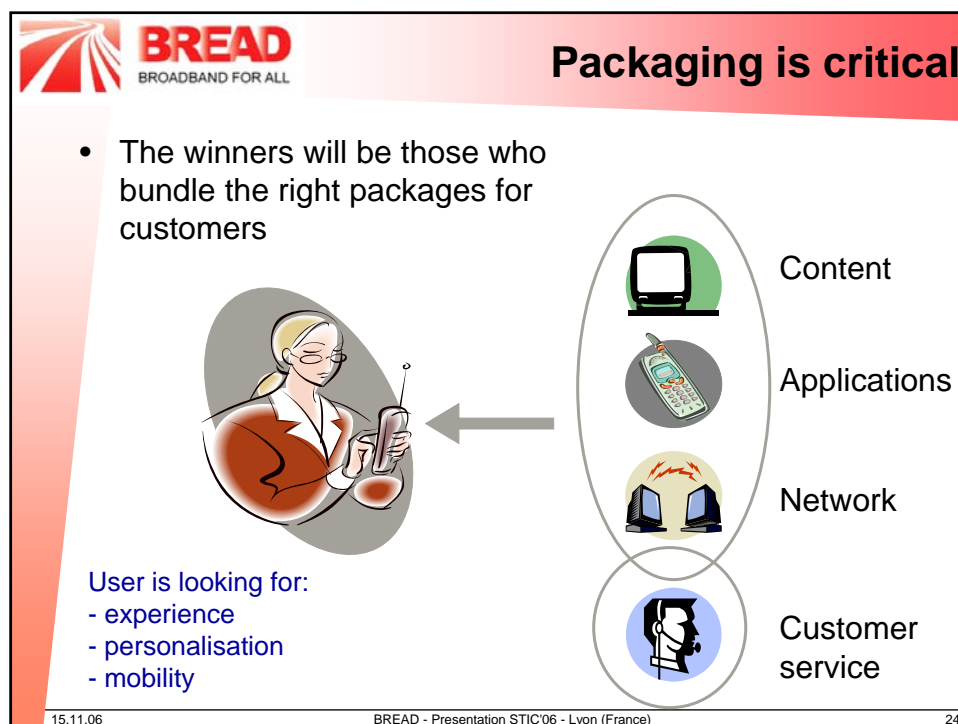 BREAD
BROADBAND FOR ALL
Packaging is critical
• The winners will be those who
bundle the right packages for
customers
Content
Applications
Network
Customer
service
User is looking for:
- experience
- personalisation
- mobility
15.11.06
BREAD - Presentation STIC'06 - Lyon (France)
24